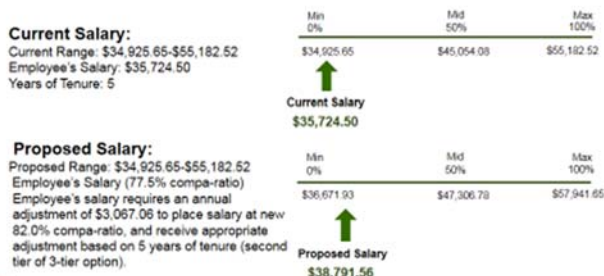 Current Salary:
Current Range: $34,925.65-$55,182.52
Employee's Salary: $35,724.50
Years of Tenure: 5
Min Mid Max
0% 50% 100%
$34,925.65 $45,054.08 $55,182.52
Current Salary
$35,724.50
Proposed Salary:
Proposed Range: $34,925.65-$55,182.52
Employee's Salary (77.5% compa-ratio)
Employee's salary requires an annual
adjustment of $3,067.06 to place salary at new
82.0% compa-ratio, and receive appropriate
adjustment based on 5 years of tenure (second
tier of 3-tier option).
Min Mid Max
0% 50% 100%
$36,671.93 $47,306.78 $57,941.65
Proposed Salary
$38,791.56